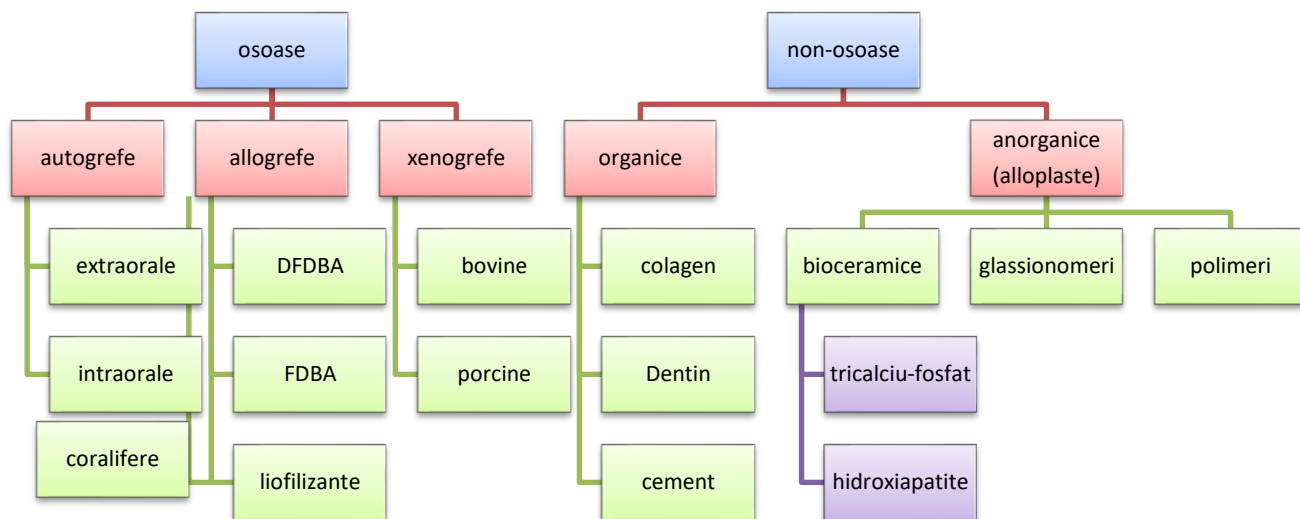 osoase
non-osoase
autogrefe
allogrefe
xenogrefe
organice
anorganice
(alloplaste)
extraorale
DFDBA
bovine
colagen
bioceramice
glassionomeri
polimeri
intraorale
FDBA
porcine
Dentin
tricalciu-fosfat
coralifere
liofilizante
cement
hidroxiapatite